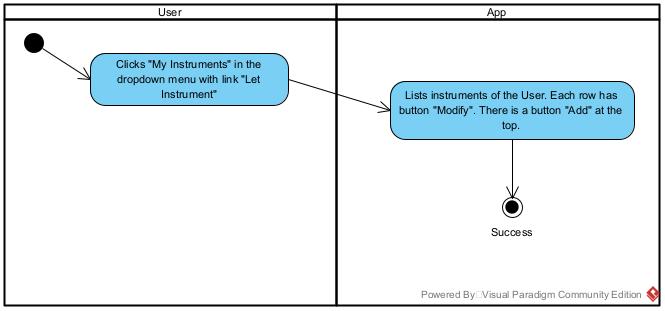 User
App
Clicks "My Instruments" in the
dropdown menu with link "Let
Instrument"
Lists instruments of the User. Each row has
button "Modify". There is a button "Add" at the
top.
Success
Powered By Visual Paradigm Community Edition